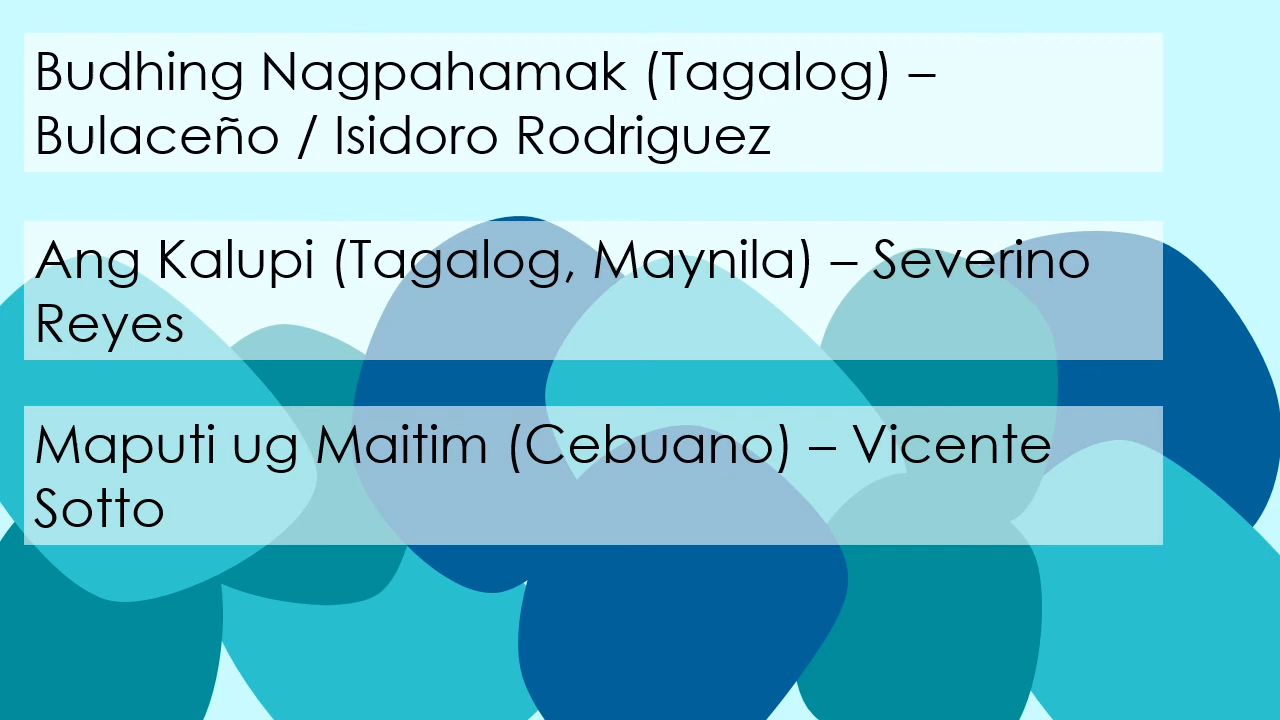 Budhing Nagpahamak (Tagalog) –
Bulaceño / Isidoro Rodriguez
Ang Kalupi (Tagalog, Maynila) – Severino
Reyes
Maputi ug Maitim (Cebuano) – Vicente
Sotto